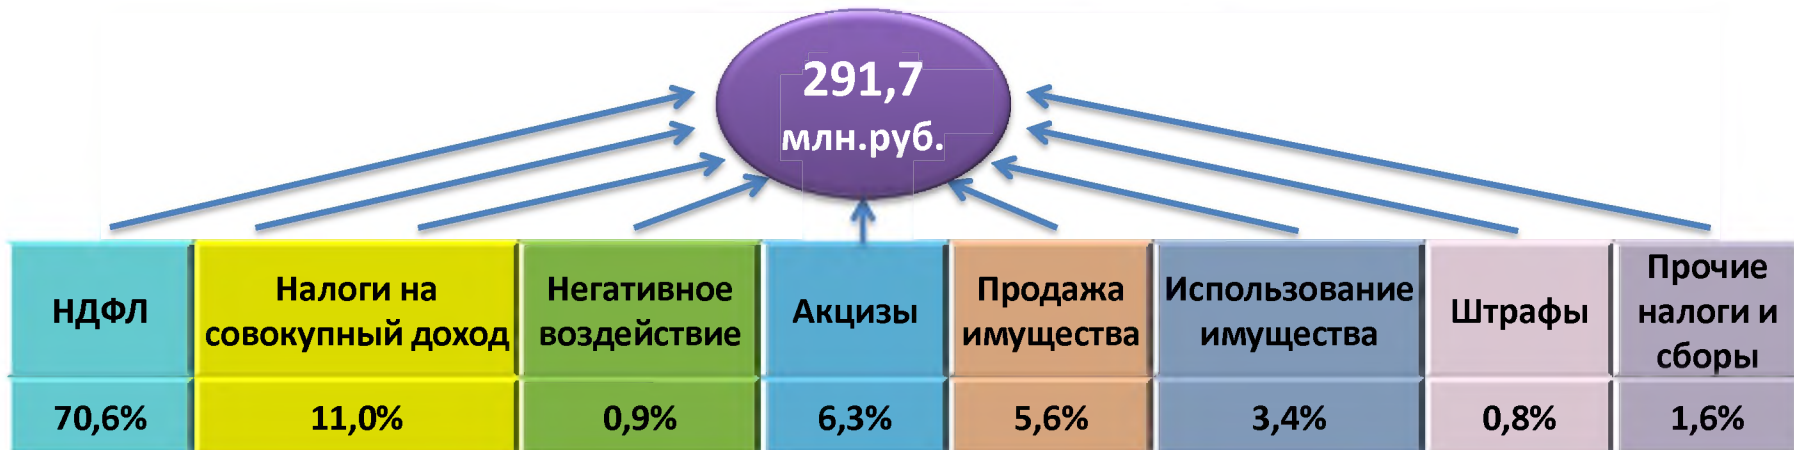 291,7
млн.руб.
НДФЛ
Налоги на
совокупный доход
Негативное
воздействие
Акцизы
Продажа
имущества
Использование
имущества
Штрафы
Прочие
налоги и
сборы
70,6%
11,0%
0,9%
6,3%
5,6%
3,4%
0,8%
1,6%